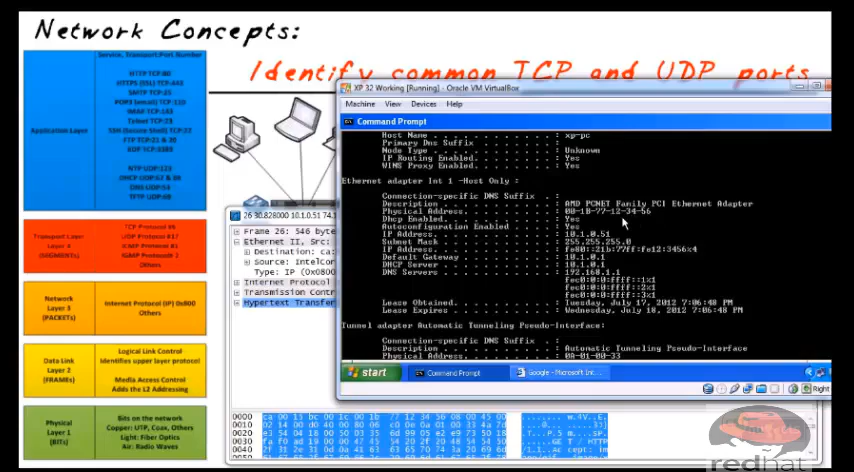 Network Concepts:
Identify common TCP and UDP ports
Service, Transport:Port Number
HTTP TCP:80
HTTPS (SSL) TCP:443
SMTP TCP:25
POP3 (email) TCP:110
IMAP TCP:143
Telnet TCP:23
SSH (Secure Shell) TCP:22
FTP TCP:21 & 20
RDP TCP:3389
NTP UDP:123
DNS UDP:53
TFTP UDP:69
Application Layer
Transport Layer
Layer 4
(SEGMENTS)
TCP Protocol #6
UDP Protocol #17
ICMP Protocol #1
IGMP Protocool 2
Others
Network
Layer 3
(PACKETS)
Internet Protocol (IP) 0x800
Others
Data Link
Layer 2
(FRAMES)
Logical Link Control
Identifies upper layer protocol
Media Access Control
Adds the L2 Addressing
Physical
Layer 1
(BITS)
Bits on the network
Copper: UTP, Coax, Others
Light: Fiber Optics
Air: Radio Waves
26 30.828000 10.1.0.51 74.1
Frame 26: 546 byte
Ethernet II, Src:
Destination: ca:
Source: IntelCor
Type: IP (0x0800
Internet Protocol
Transmission Contr
Hypertext Transfer
XP 32 Working [Running] - Oracle VM VirtualBox
Machine View Devices Help
Command Prompt
Host Name . . . . . . . . . . . . : xp-pc
Primary Dns Suffix . . . . . . . :
Node Type . . . . . . . . . . . . : Unknown
IP Routing Enabled. . . . . . . . : Yes
WINS Proxy Enabled. . . . . . . . : Yes
Ethernet adapter Int 1 -Host Only :
Connection-specific DNS Suffix . :
Description . . . . . . . . . . . : AMD PCNET Family PCI Ethernet Adapter
Physical Address. . . . . . . . . : 00-1B-77-12-34-56
Dhcp Enabled. . . . . . . . . . . : Yes
Autoconfiguration Enabled . . . . : Yes
IP Address. . . . . . . . . . . . : 10.1.0.51
Subnet Mask . . . . . . . . . . . : 255.255.255.0
IP Address. . . . . . . . . . . . : fe80::21b:77ff:fe12:3456%4
Default Gateway . . . . . . . . . : 10.1.0.1
DHCP Server . . . . . . . . . . . : 10.1.0.1
DNS Servers . . . . . . . . . . . : 192.168.1.1
fec0:0:0:ffff::1%1
fec0:0:0:ffff::2%1
fec0:0:0:ffff::3%1
Lease Obtained. . . . . . . . . . : Tuesday, July 17, 2012 7:06:48 PM
Lease Expires . . . . . . . . . . : Wednesday, July 18, 2012 7:06:48 PM
Tunnel adapter Automatic Tunneling Pseudo-Interface:
Connection-specific DNS Suffix . :
Description . . . . . . . . . . . : Automatic Tunneling Pseudo-Interface
Physical Address. . . . . . . . . : 0A-01-00-33
start
Command Prompt
Google - Microsoft Int...
Right
0000
0010
0020
0030
0040
0050
redhat